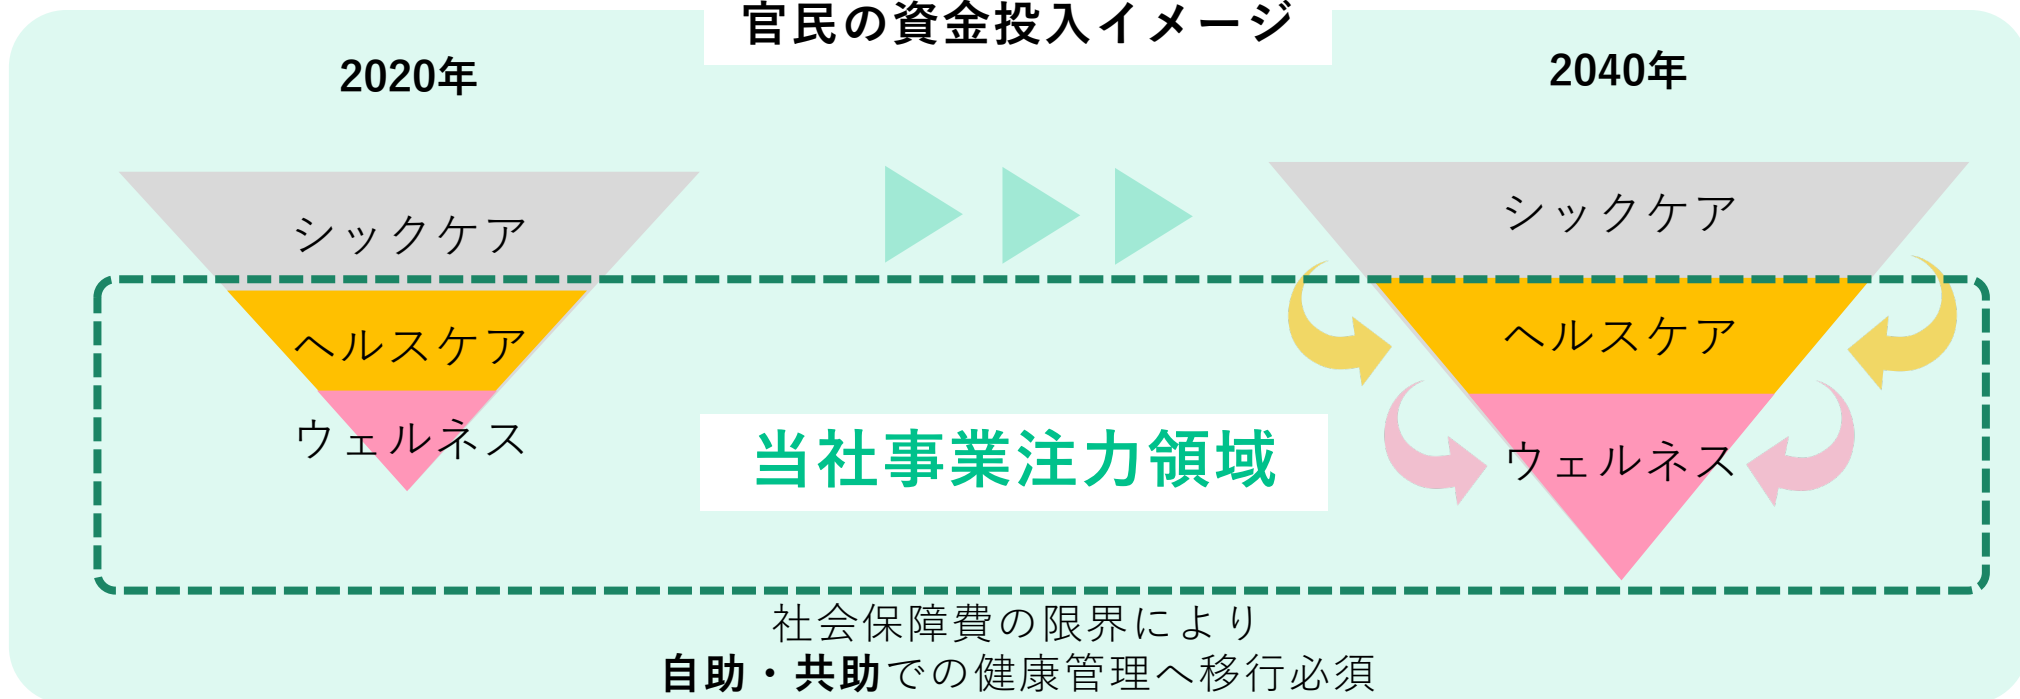 官民の資金投入イメージ
2020年
2040年
シックケア
ヘルスケア
ウェルネス
シックケア
ヘルスケア
ウェルネス
当社事業注力領域
社会保障費の限界により
自助・共助での健康管理へ移行必須